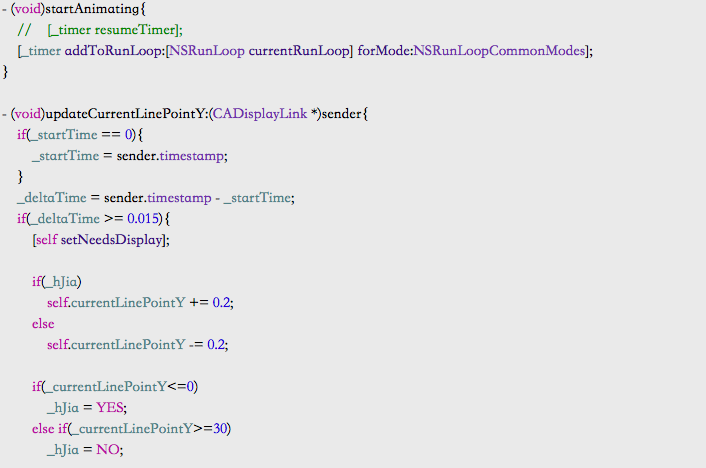 - (void)startAnimating{
//    [_timer resumeTimer];
[_timer addToRunLoop:[NSRunLoop currentRunLoop] forMode:NSRunLoopCommonModes];
}
- (void)updateCurrentLinePointY:(CADisplayLink *)sender{
if(_startTime == 0){
_startTime = sender.timestamp;
}
_deltaTime = sender.timestamp - _startTime;
if(_deltaTime >= 0.015){
[self setNeedsDisplay];
if(_hJia)
self.currentLinePointY += 0.2;
else
self.currentLinePointY -= 0.2;
if(_currentLinePointY<=0)
_hJia = YES;
else if(_currentLinePointY>=30)
_hJia = NO;